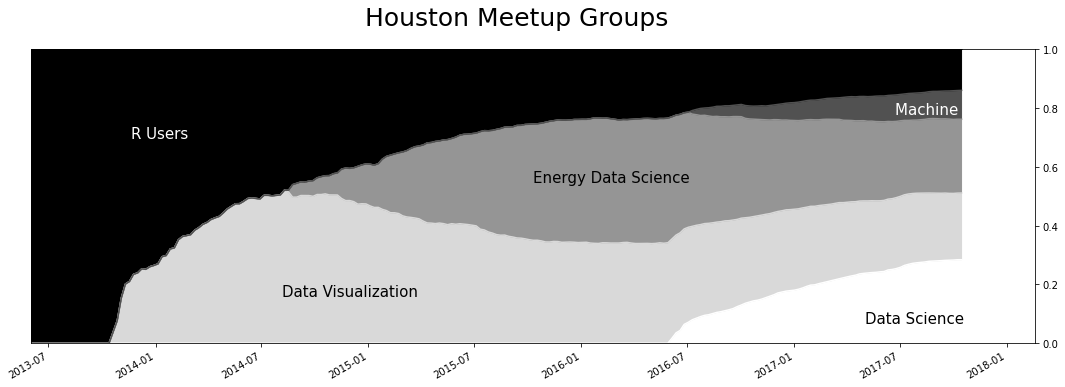 Houston Meetup Groups
R Users
Machine
Energy Data Science
Data Visualization
Data Science
1.0
0.8
0.6
0.4
0.2
0.0
2013-07
2014-01
2014-07
2015-01
2015-07
2016-01
2016-07
2017-01
2017-07
2018-01